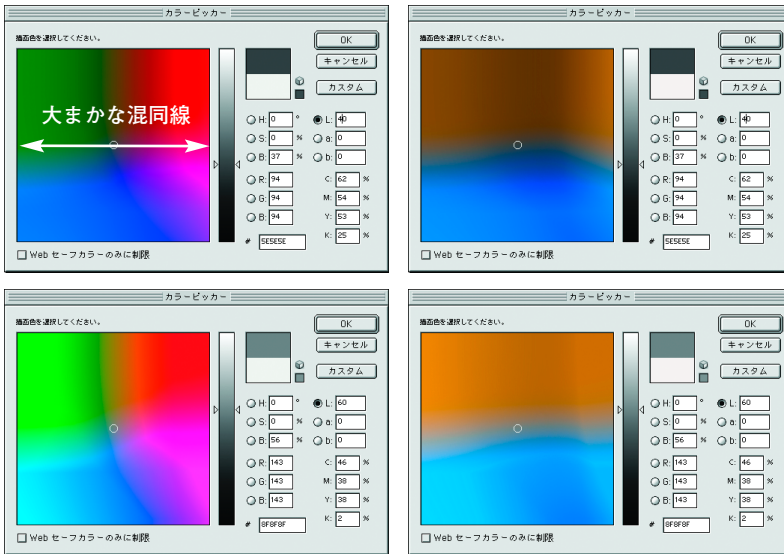 カラーピッカー
描画色を選択してください。
OK
キャンセル
カスタム
大まかな混同線
H: 0 °
L: 40
S: 0 %
a: 0
B: 37 %
b: 0
R: 94
C: 62 %
G: 94
M: 54 %
B: 94
Y: 53 %
K: 25 %
# 5E5E5E
Web セーフカラーのみに制限
カラーピッカー
描画色を選択してください。
OK
キャンセル
カスタム
H: 0 °
L: 40
S: 0 %
a: 0
B: 37 %
b: 0
R: 94
C: 62 %
G: 94
M: 54 %
B: 94
Y: 53 %
K: 25 %
# 5E5E5E
Web セーフカラーのみに制限
カラーピッカー
描画色を選択してください。
OK
キャンセル
カスタム
H: 0 °
L: 60
S: 0 %
a: 0
B: 56 %
b: 0
R: 143
C: 46 %
G: 143
M: 38 %
B: 143
Y: 38 %
K: 2 %
# 8F8F8F
Web セーフカラーのみに制限
カラーピッカー
描画色を選択してください。
OK
キャンセル
カスタム
H: 0 °
L: 60
S: 0 %
a: 0
B: 56 %
b: 0
R: 143
C: 46 %
G: 143
M: 38 %
B: 143
Y: 38 %
K: 2 %
# 8F8F8F
Web セーフカラーのみに制限